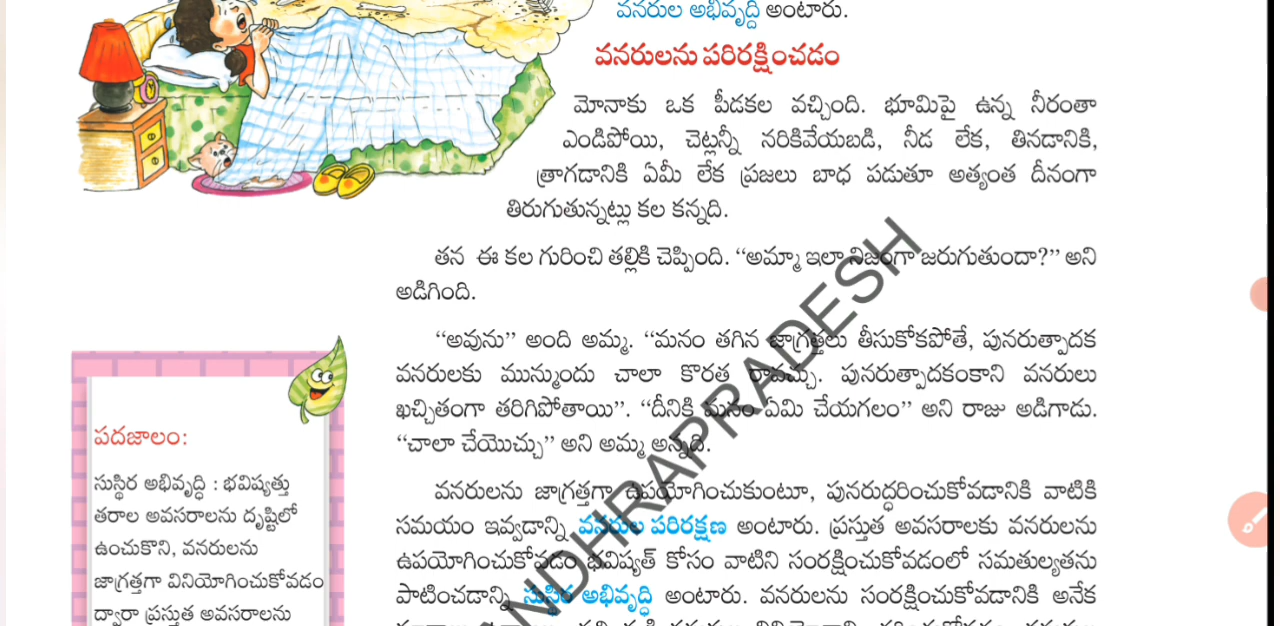 వనరుల అభివృద్ధి అంటారు.
వనరులను పరిరక్షించడం
మోనాకు ఒక పీడకల వచ్చింది. భూమిపై ఉన్న నీరంతా
ఎండిపోయి, చెట్లన్నీ నరికివేయబడి, నీడ లేక, తినడానికి,
త్రాగడానికి ఏమీ లేక ప్రజలు బాధ పడుతూ అత్యంత దీనంగా
తిరుగుతున్నట్లు కల కన్నది.
తన ఈ కల గురించి తల్లికి చెప్పింది. “అమ్మా ఇలా నిజంగా జరుగుతుందా?” అని
అడిగింది.
“అవును” అంది అమ్మ. “మనం తగిన జాగ్రత్తలు తీసుకోకపోతే, పునరుత్పాదక
వనరులకు మున్ముందు చాలా కొరత రావచ్చు. పునరుత్పాదకంకాని వనరులు
ఖచ్చితంగా తరిగిపోతాయి”. “దీనికి మనం ఏమి చేయగలం” అని రాజు అడిగాడు.
“చాలా చేయొచ్చు” అని అమ్మ అన్నది.
వనరులను జాగ్రత్తగా ఉపయోగించుకుంటూ, పునరుద్ధరించుకోవడానికి వాటికి
సమయం ఇవ్వడాన్ని వనరుల పరిరక్షణ అంటారు. ప్రస్తుత అవసరాలకు వనరులను
ఉపయోగించుకోవడం భవిష్యత్ కోసం వాటిని సంరక్షించుకోవడంలో సమతుల్యతను
పాటించడాన్ని సుస్థిర అభివృద్ధి అంటారు. వనరులను సంరక్షించుకోవడానికి అనేక
పదజాలం:
సుస్థిర అభివృద్ధి : భవిష్యత్తు
తరాల అవసరాలను దృష్టిలో
ఉంచుకొని, వనరులను
జాగ్రత్తగా వినియోగించుకోవడం
ద్వారా ప్రస్తుత అవసరాలను
NDHRAPRADESH